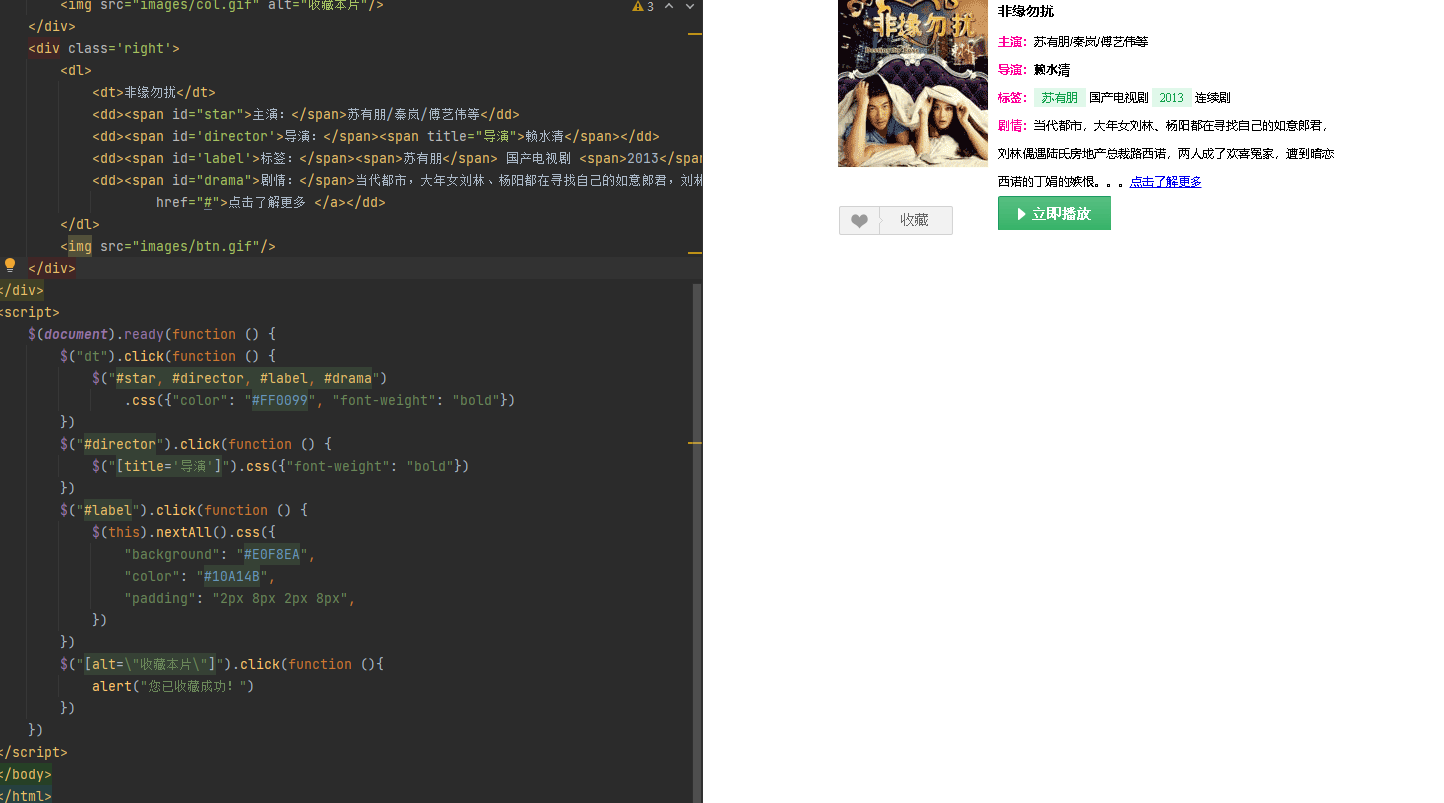 <img src="images/col.gif" alt="收藏本片"/>
3
</div>
<div class='right'>
<dl>
<dt>非缘勿扰</dt>
<dd><span id="star">主演：</span>苏有朋/秦岚/傅艺伟等</dd>
<dd><span id='director'>导演：</span><span title="导演">赖水清</span></dd>
<dd><span id='label'>标签：</span><span>苏有朋</span> 国产电视剧 <span>2013</span
<dd><span id="drama">剧情：</span>当代都市，大年女刘林、杨阳都在寻找自己的如意郎君，刘林
href="#">点击了解更多 </a></dd>
</dl>
<img src="images/btn.gif"/>
</div>
</div>
<script>
$(document).ready(function () {
$("dt").click(function () {
$("#star, #director, #label, #drama")
.css({"color": "#FF0099", "font-weight": "bold"})
})
$("#director").click(function () {
$("[title='导演']").css({"font-weight": "bold"})
})
$("#label").click(function () {
$(this).nextAll().css({
"background": "#E0F8EA",
"color": "#10A14B",
"padding": "2px 8px 2px 8px",
})
})
$("[alt=\"收藏本片\"]").click(function (){
alert("您已收藏成功！")
})
})
</script>
</body>
</html>
非缘勿扰
收藏
非缘勿扰
主演：苏有朋/秦岚/傅艺伟等
导演：赖水清
标签： 苏有朋 国产电视剧 2013 连续剧
剧情：当代都市，大年女刘林、杨阳都在寻找自己的如意郎君，
刘林偶遇陆氏房地产总裁路西诺，两人成了欢喜冤家，遭到暗恋
西诺的丁娟的嫉恨。。。点击了解更多
立即播放